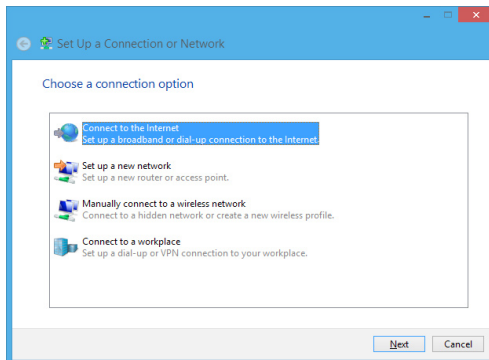 Set Up a Connection or Network
Choose a connection option
Connect to the Internet
Set up a broadband or dial-up connection to the Internet.
Set up a new network
Set up a new router or access point.
Manually connect to a wireless network
Connect to a hidden network or create a new wireless profile.
Connect to a workplace
Set up a dial-up or VPN connection to your workplace.
Next Cancel